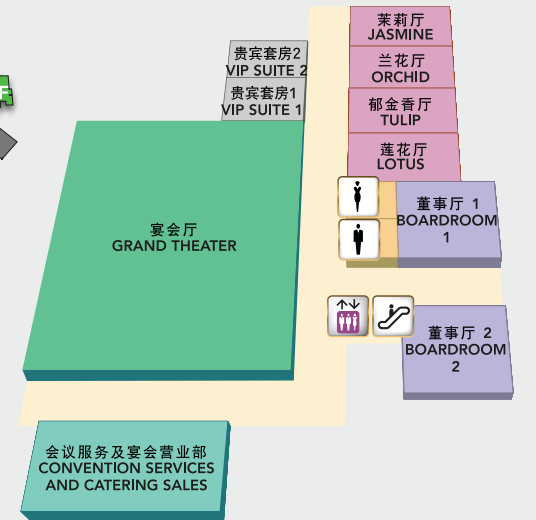 茉莉厅
JASMINE
贵宾套房2
VIP SUITE 2
兰花厅
ORCHID
贵宾套房1
VIP SUITE 1
郁金香厅
TULIP
莲花厅
LOTUS
宴会厅
GRAND THEATER
董事厅 1
BOARDROOM
1
董事厅 2
BOARDROOM
2
会议服务及宴会营业部
CONVENTION SERVICES
AND CATERING SALES